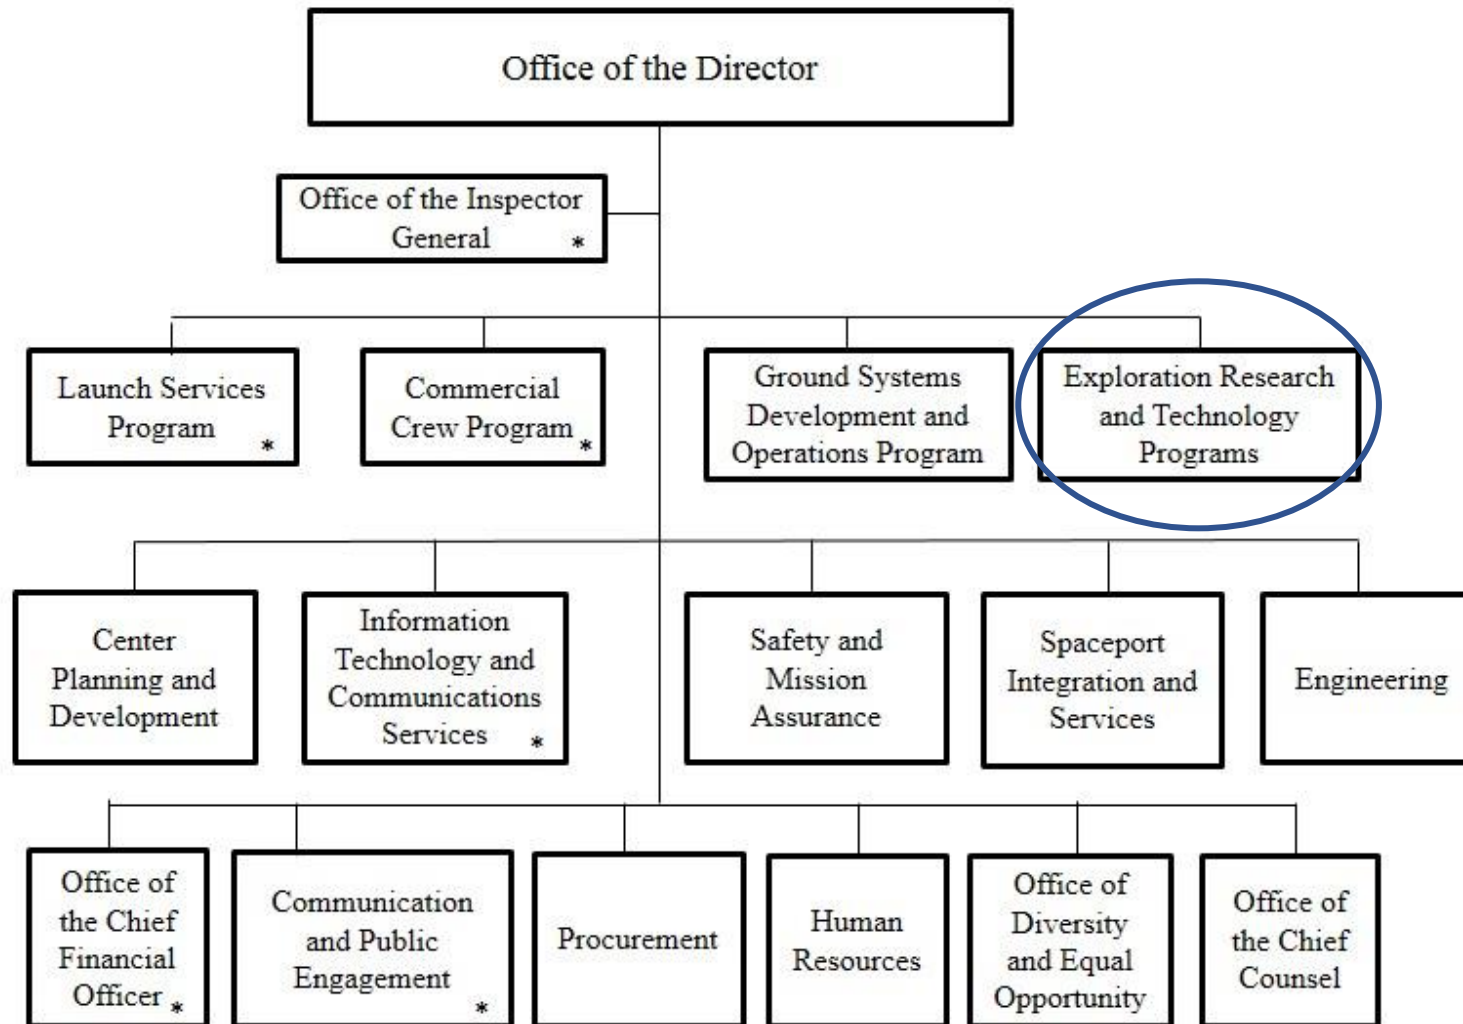 Office of the Director
Office of the Inspector
General *
Launch Services
Program *
Commercial
Crew Program *
Ground Systems
Development and
Operations Program
Exploration Research
and Technology
Programs
Center
Planning and
Development
Information
Technology and
Communications
Services *
Safety and
Mission
Assurance
Spaceport
Integration and
Services
Engineering
Office of
the Chief
Financial
Officer *
Communication
and Public
Engagement *
Procurement
Human
Resources
Office of
Diversity
and Equal
Opportunity
Office of
the Chief
Counsel